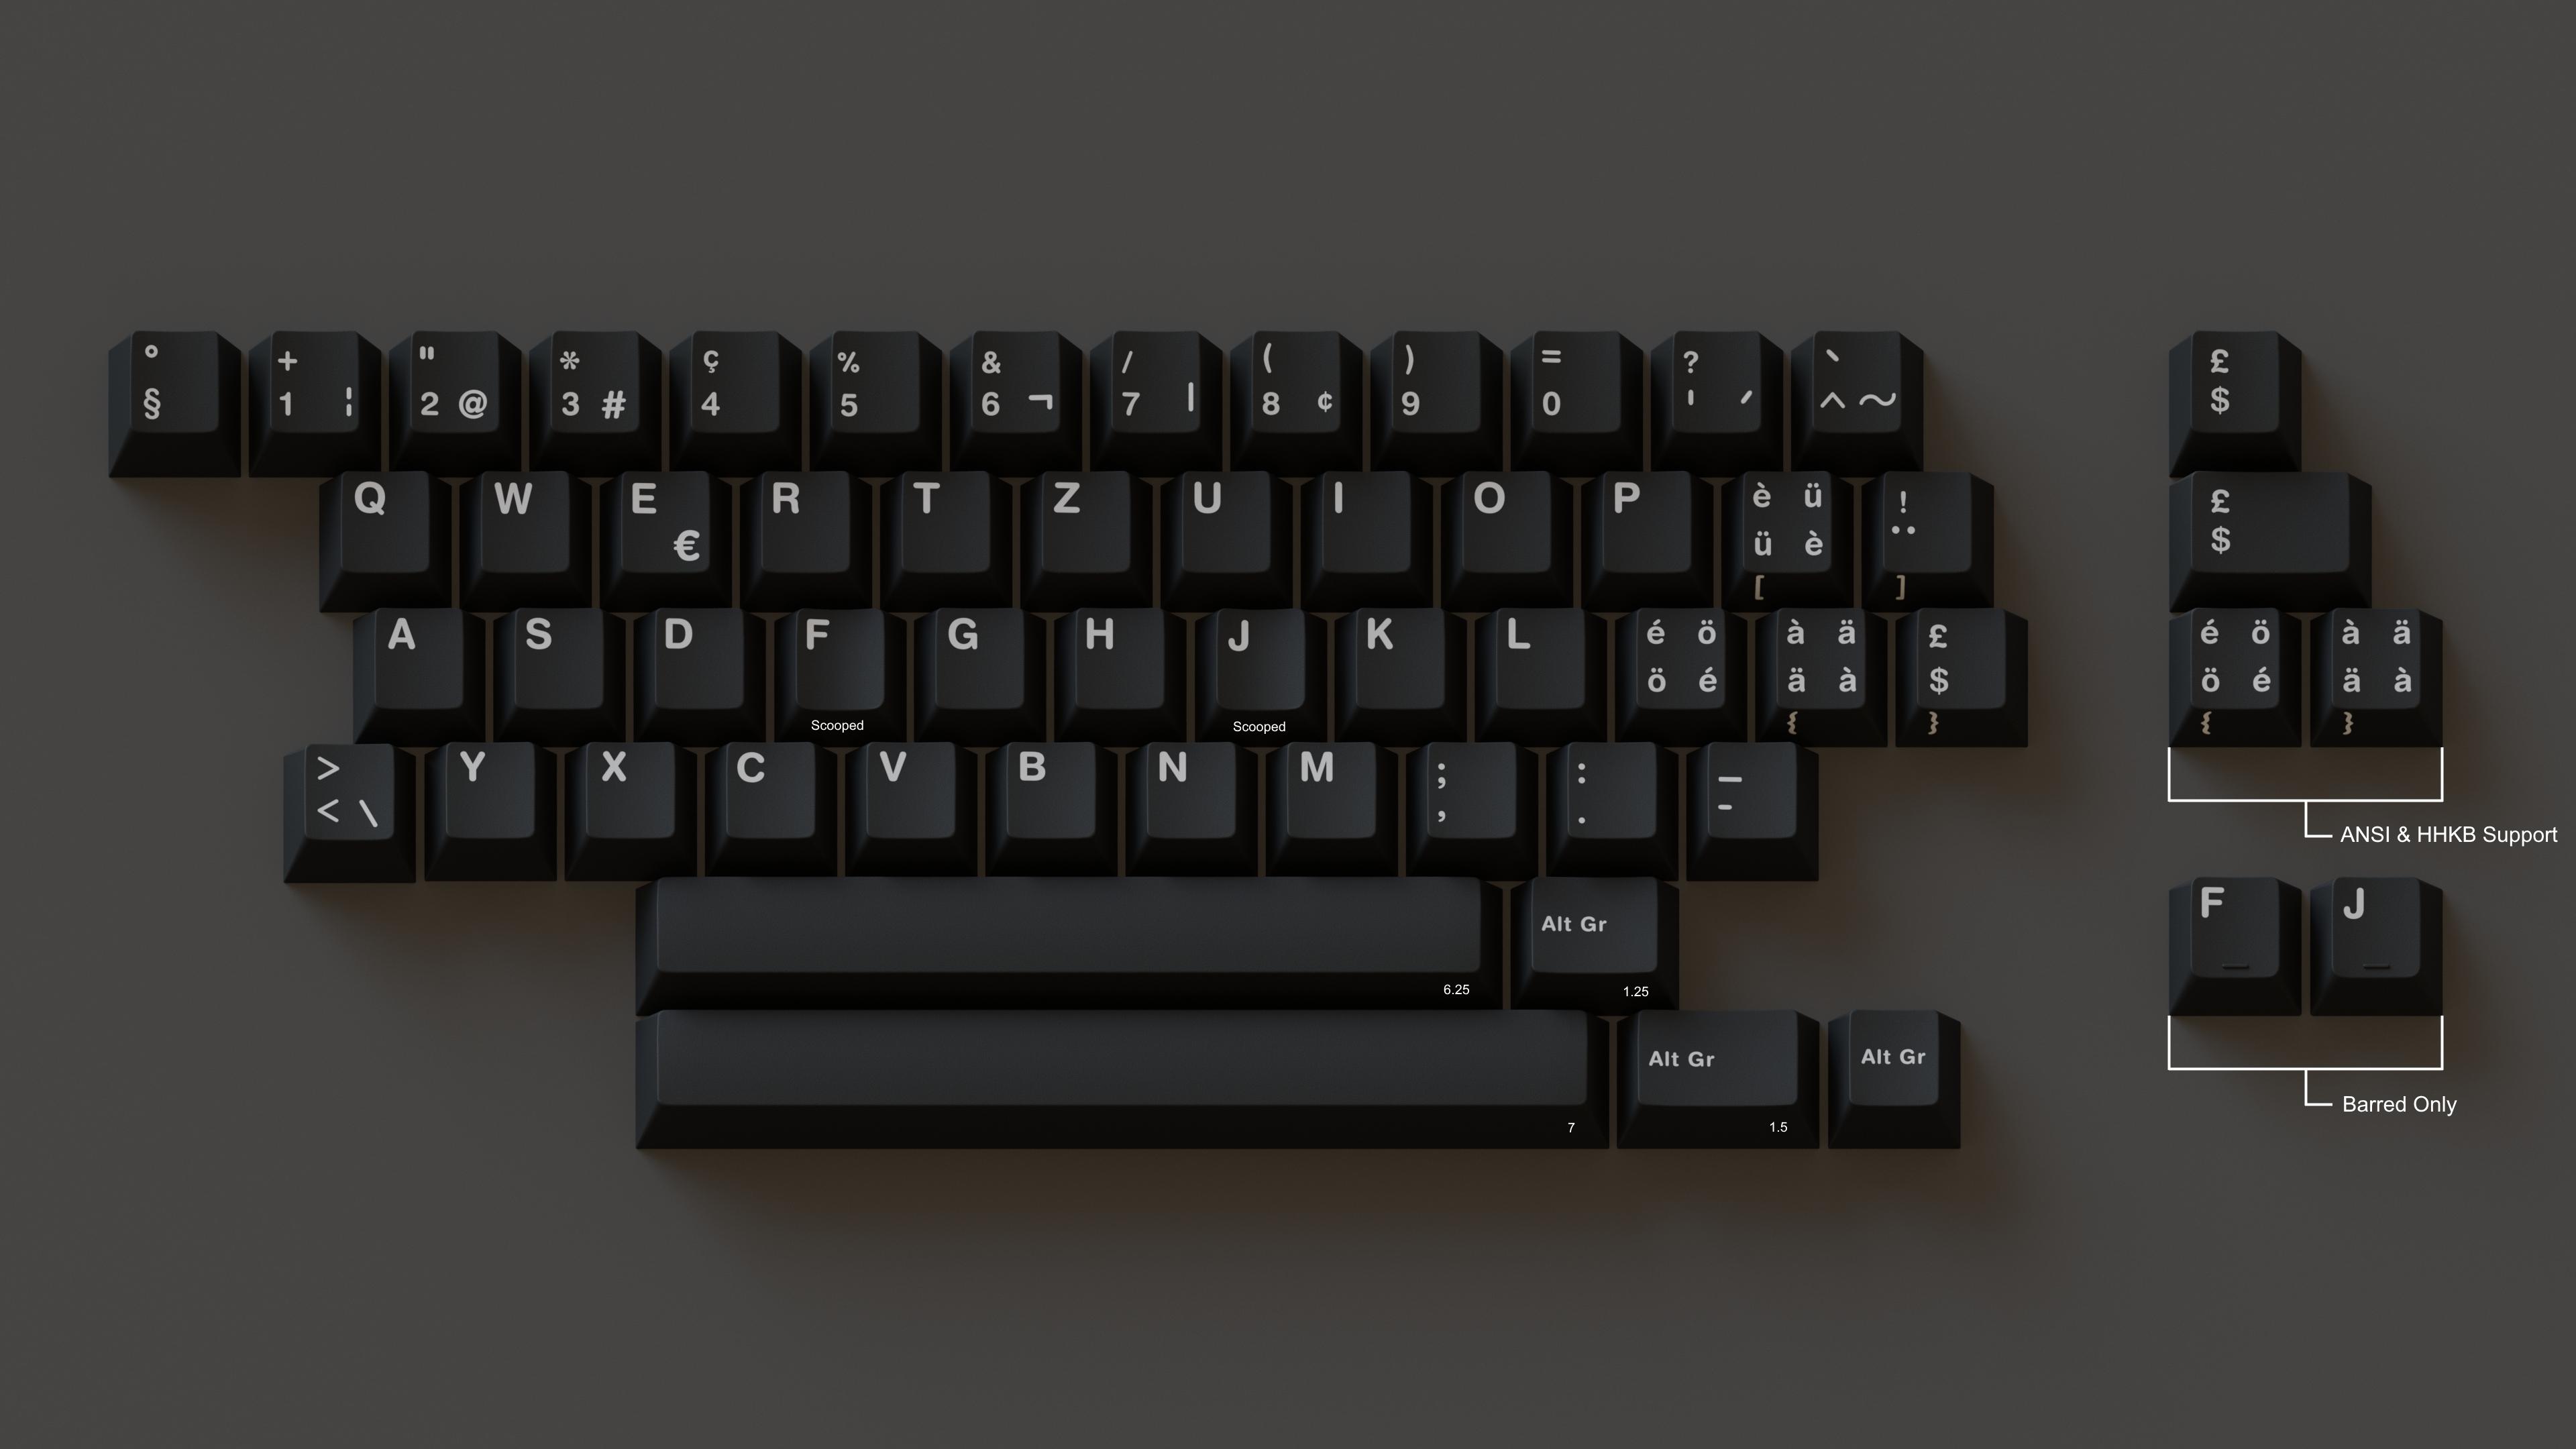 ° + " * ç % & / ( ) = ? ` £
§ 1 ¦ 2 @ 3 # 4 5 6 ¬ 7 | 8 ¢ 9 0 ' ´ ^ ~ $
Q W E R T Z U I O P è ü ! £
€ ü è ¨ $
[ ]
A S D F G H J K L é ö à ä £ é ö à ä
ö é ä à $ ö é ä à
Scooped Scooped { } { }
> Y X C V B N M ; : _
< \ , . -
ANSI & HHKB Support
Alt Gr F J
6.25 1.25
Alt Gr Alt Gr
Barred Only
7 1.5